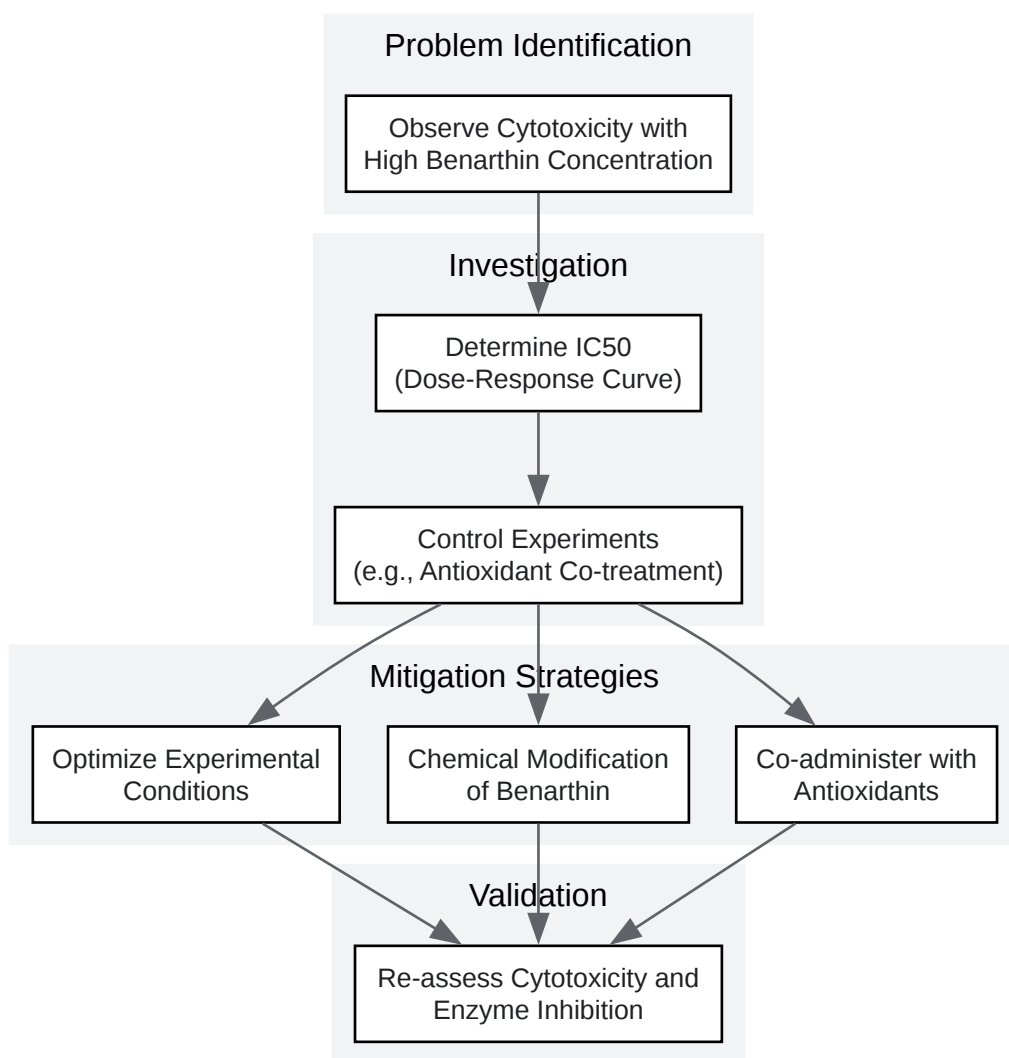 Problem Identification
Observe Cytotoxicity with
High Benarthin Concentration
Investigation
Determine IC50
(Dose-Response Curve)
Control Experiments
(e.g., Antioxidant Co-treatment)
Mitigation Strategies
Optimize Experimental
Conditions
Chemical Modification
of Benarthin
Co-administer with
Antioxidants
Validation
Re-assess Cytotoxicity and
Enzyme Inhibition